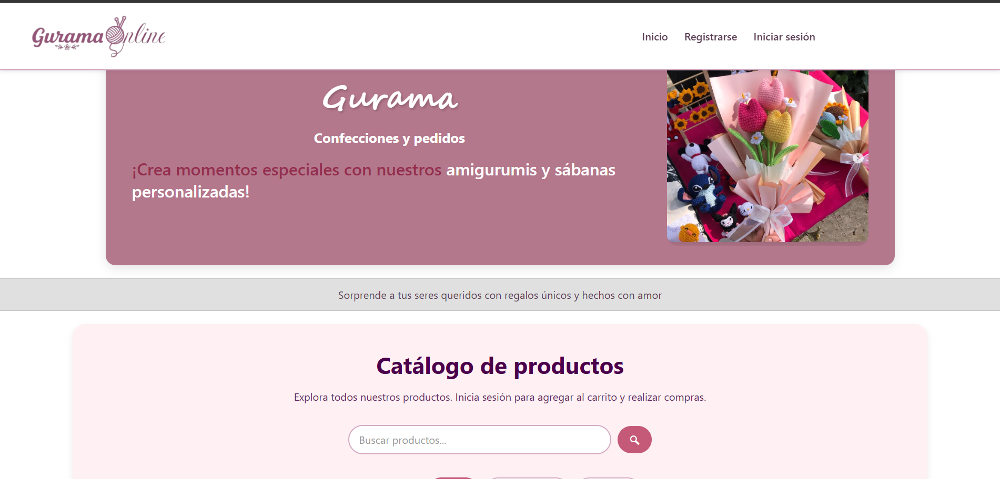 Gurama Online
Inicio Registrarse Iniciar sesión
Gurama
Confecciones y pedidos
¡Crea momentos especiales con nuestros amigurumis y sábanas
personalizadas!
Sorprende a tus seres queridos con regalos únicos y hechos con amor
Catálogo de productos
Explora todos nuestros productos. Inicia sesión para agregar al carrito y realizar compras.
Buscar productos...